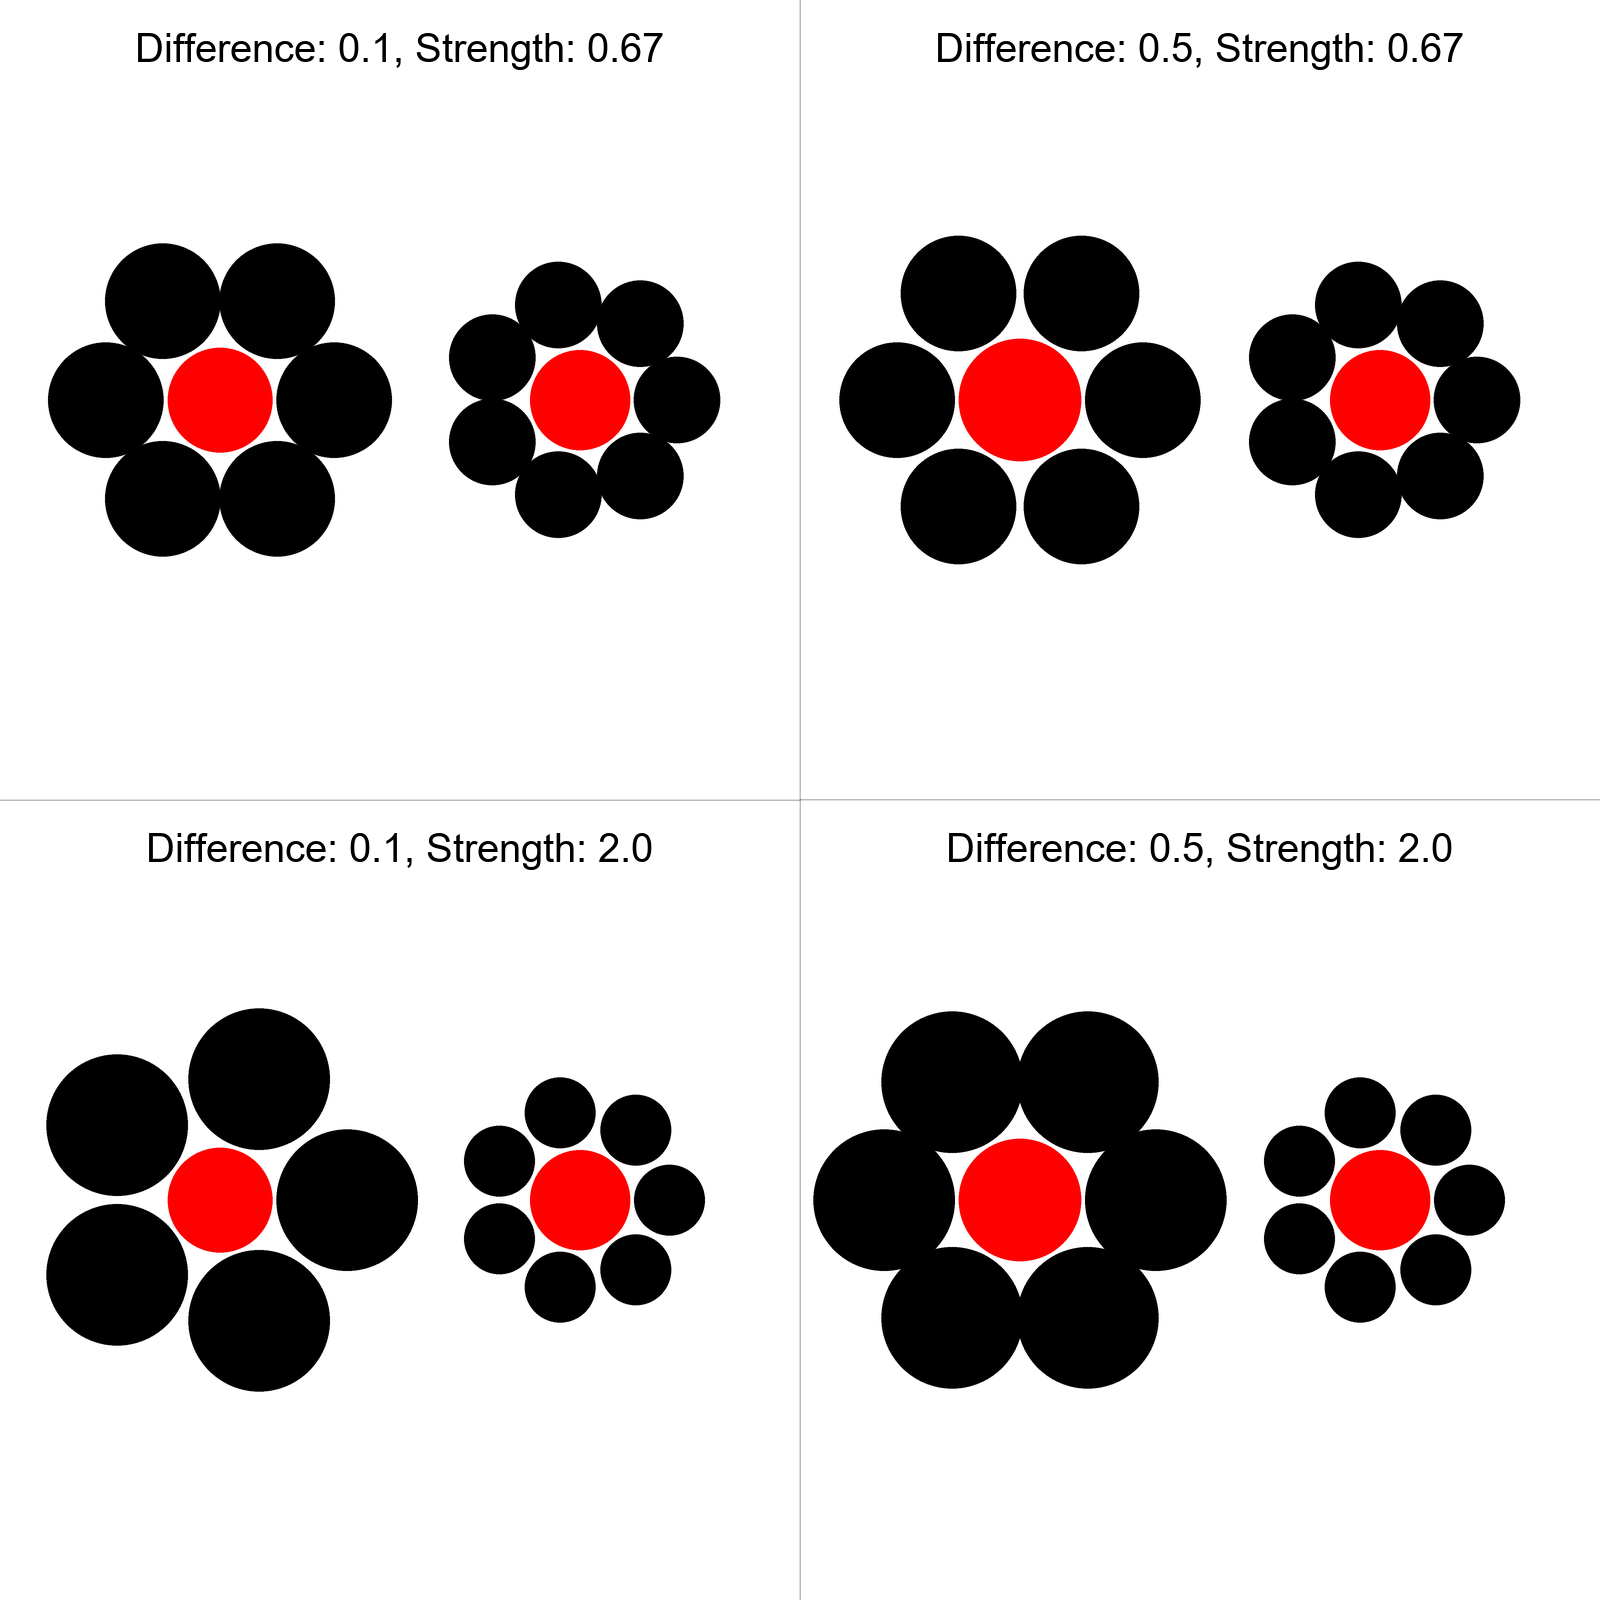 Difference: 0.1, Strength: 0.67
Difference: 0.5, Strength: 0.67
Difference: 0.1, Strength: 2.0
Difference: 0.5, Strength: 2.0